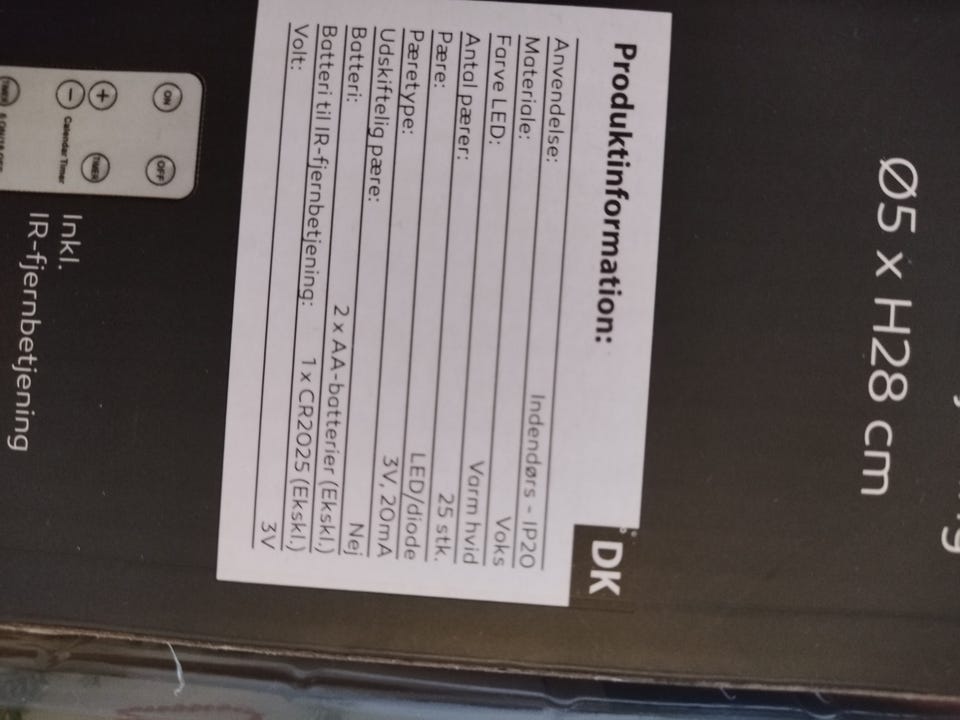 Ø5 x H28 cm
Produktinformation:
DK
Anvendelse: Indendørs - IP20
Materiale: Voks
Farve LED: Varm hvid
Antal pærer: 25 stk.
Pære: LED/diode
Pæretype: 3V, 20mA
Udskiftelig pære: Nej
Batteri: 2 x AA-batterier (Ekskl.)
Batteri til IR-fjernbetjening: 1 x CR2025 (Ekskl.)
Volt: 3V
ON OFF
+ TIMER
- Calender Timer
Inkl.
IR-fjernbetjening